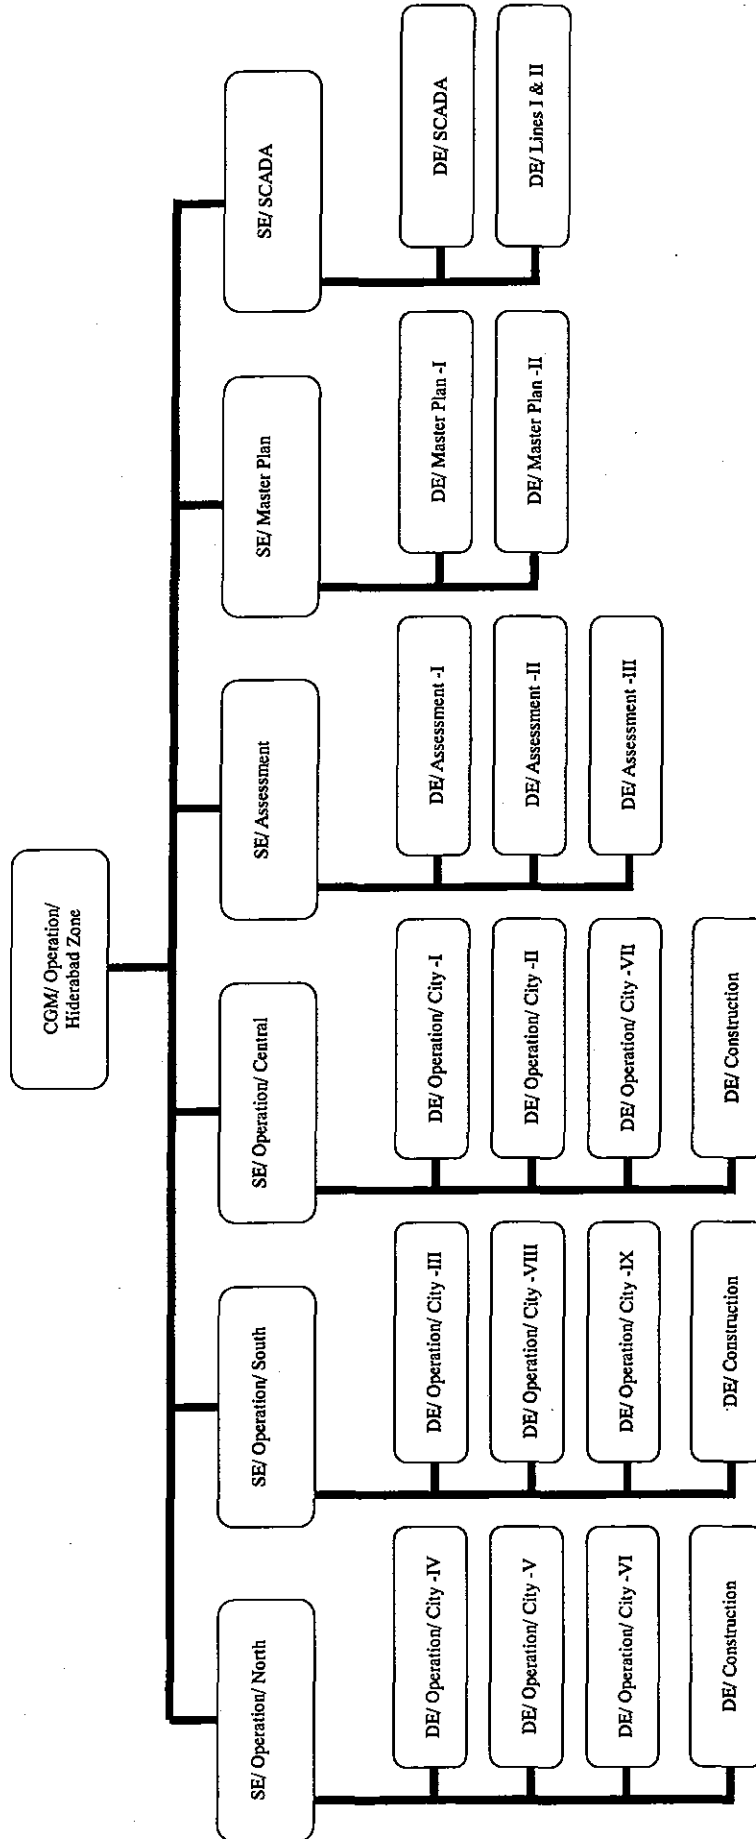 CGM/ Operation/
Hiderabad Zone
SE/ Operation/ North
DE/ Operation/ City -IV
DE/ Operation/ City -V
DE/ Operation/ City -VI
DE/ Construction
SE/ Operation/ South
DE/ Operation/ City -III
DE/ Operation/ City -VIII
DE/ Operation/ City -IX
DE/ Construction
SE/ Operation/ Central
DE/ Operation/ City -I
DE/ Operation/ City -II
DE/ Operation/ City -VII
DE/ Construction
SE/ Assessment
DE/ Assessment -I
DE/ Assessment -II
DE/ Assessment -III
SE/ Master Plan
DE/ Master Plan -I
DE/ Master Plan -II
SE/ SCADA
DE/ SCADA
DE/ Lines I & II